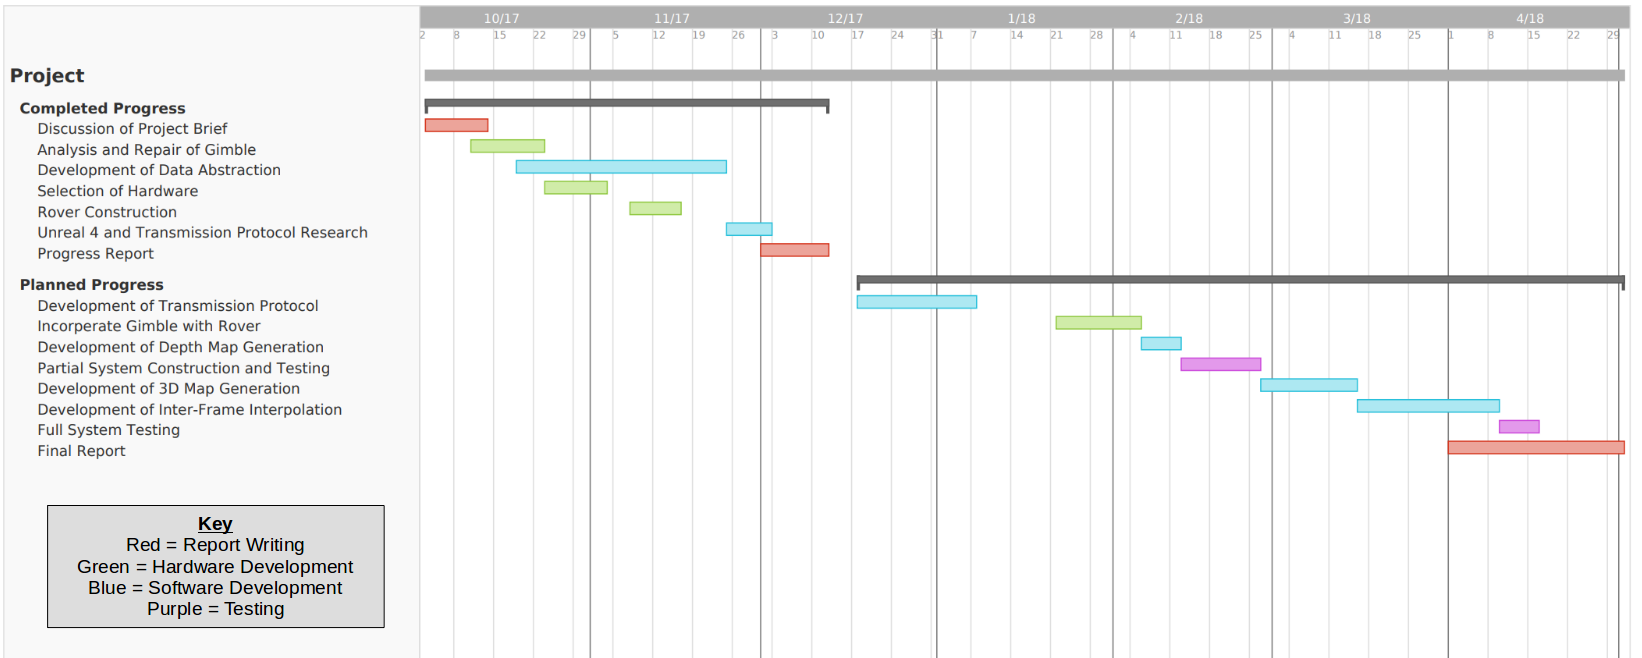 10/17 11/17 12/17 1/18 2/18 3/18 4/18
2 8 15 22 29 5 12 19 26 3 10 17 24 31 7 14 21 28 4 11 18 25 4 11 18 25 1 8 15 22 29
Project
Completed Progress
Discussion of Project Brief
Analysis and Repair of Gimble
Development of Data Abstraction
Selection of Hardware
Rover Construction
Unreal 4 and Transmission Protocol Research
Progress Report
Planned Progress
Development of Transmission Protocol
Incorperate Gimble with Rover
Development of Depth Map Generation
Partial System Construction and Testing
Development of 3D Map Generation
Development of Inter-Frame Interpolation
Full System Testing
Final Report
Key
Red = Report Writing
Green = Hardware Development
Blue = Software Development
Purple = Testing